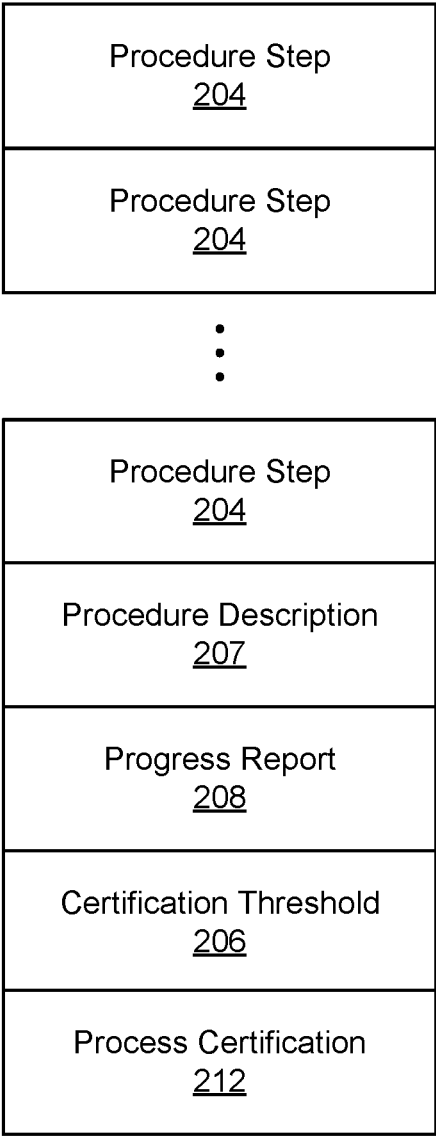 Procedure Step
204
Procedure Step
204
Procedure Step
204
Procedure Description
207
Progress Report
208
Certification Threshold
206
Process Certification
212